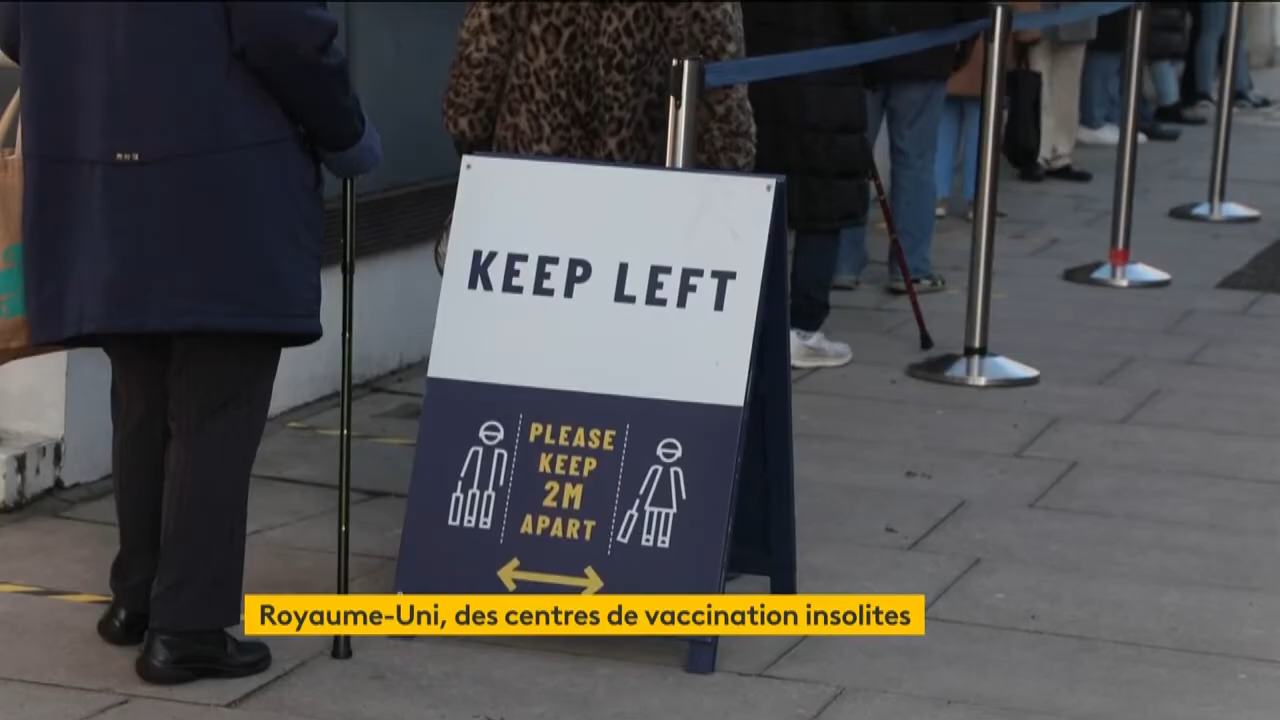 KEEP LEFT
PLEASE
KEEP
2M
APART
Royaume-Uni, des centres de vaccination insolites